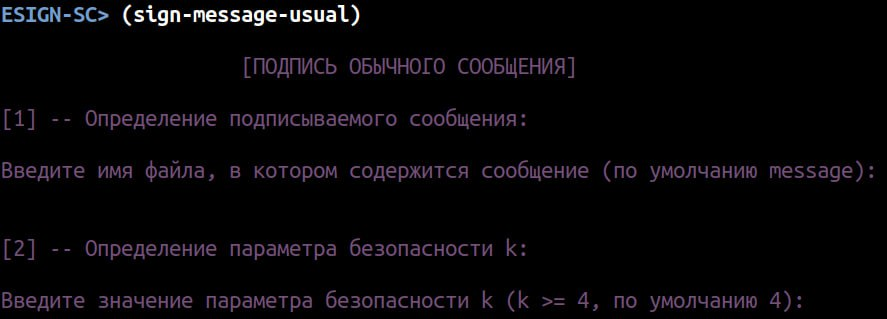 ESIGN-SC> (sign-message-usual)
[ПОДПИСЬ ОБЫЧНОГО СООБЩЕНИЯ]
[1] -- Определение подписываемого сообщения:
Введите имя файла, в котором содержится сообщение (по умолчанию message):
[2] -- Определение параметра безопасности k:
Введите значение параметра безопасности k (k >= 4, по умолчанию 4):